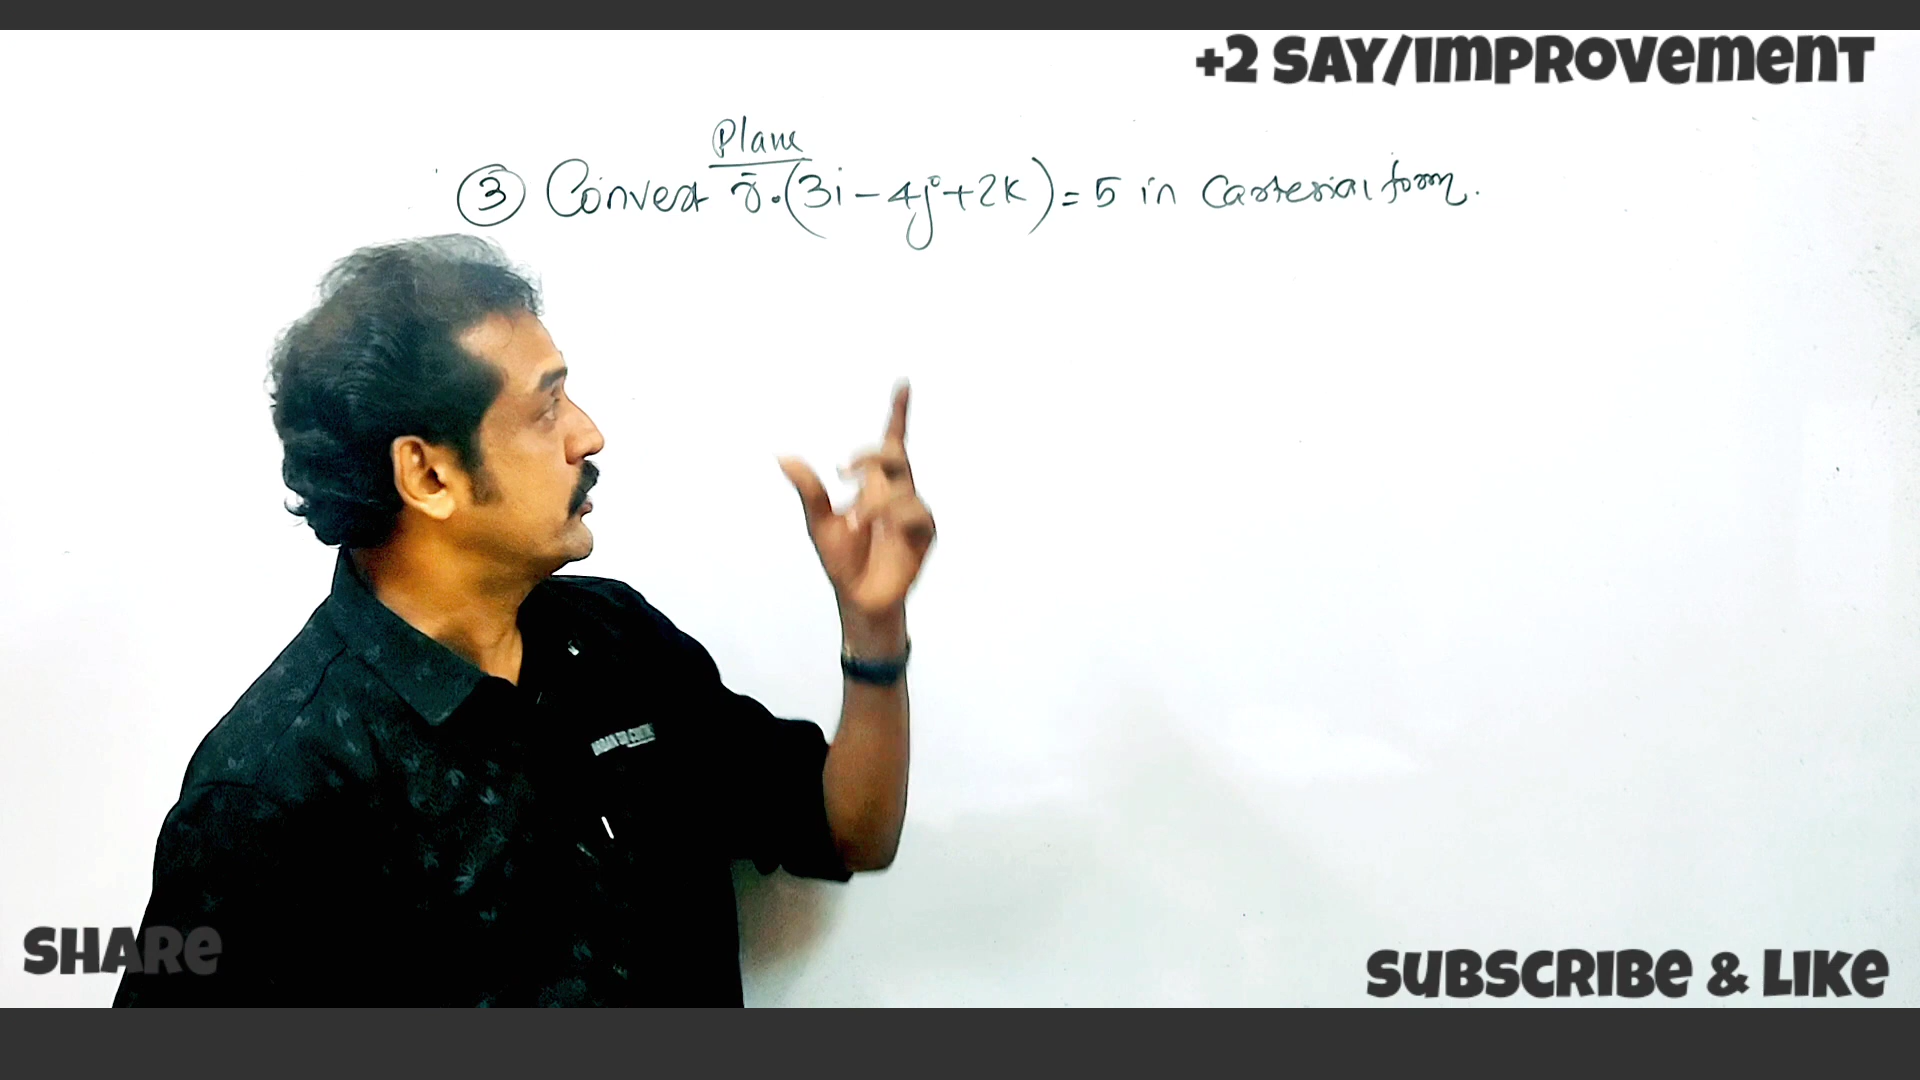 +2 SAY/IMPROVEMENT
Plane
③ Convert r̄.(3i - 4j + 2k) = 5 in Cartesian form.
SHARE
SUBSCRIBE & LIKE